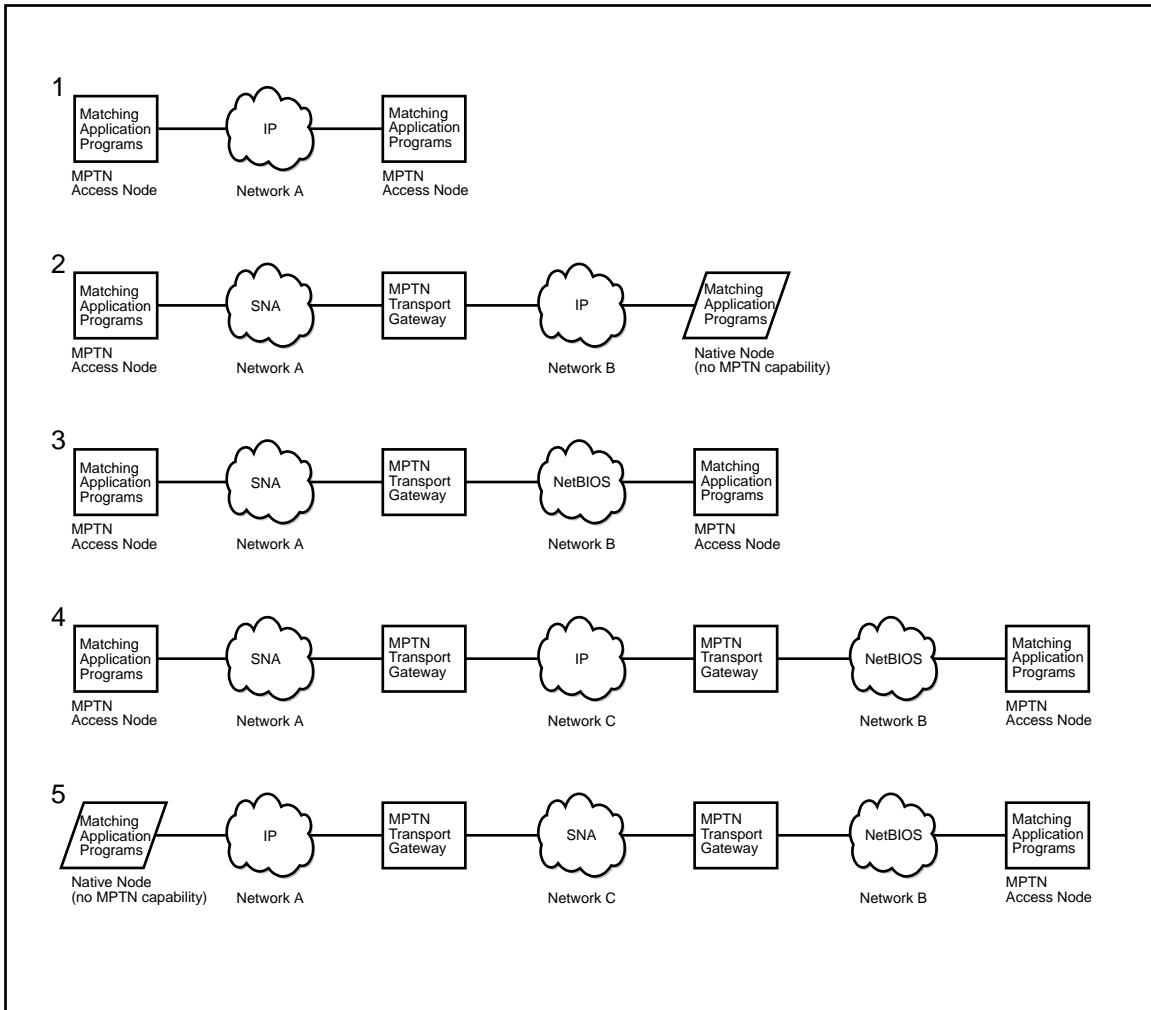 1
Matching
Application
Programs
MPTN
Access Node
IP
Network A
Matching
Application
Programs
MPTN
Access Node
2
Matching
Application
Programs
MPTN
Access Node
SNA
Network A
MPTN
Transport
Gateway
IP
Network B
Matching
Application
Programs
Native Node
(no MPTN capability)
3
Matching
Application
Programs
MPTN
Access Node
SNA
Network A
MPTN
Transport
Gateway
NetBIOS
Network B
Matching
Application
Programs
MPTN
Access Node
4
Matching
Application
Programs
MPTN
Access Node
SNA
Network A
MPTN
Transport
Gateway
IP
Network C
MPTN
Transport
Gateway
NetBIOS
Network B
Matching
Application
Programs
MPTN
Access Node
5
Matching
Application
Programs
Native Node
(no MPTN capability)
IP
Network A
MPTN
Transport
Gateway
SNA
Network C
MPTN
Transport
Gateway
NetBIOS
Network B
Matching
Application
Programs
MPTN
Access Node